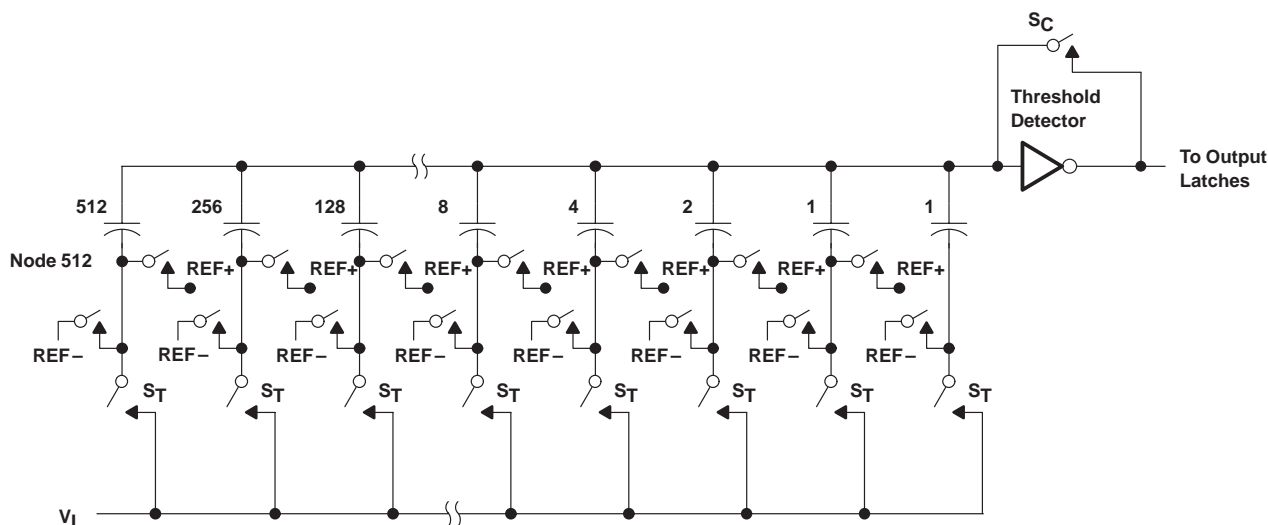 SC
Threshold
Detector
To Output
Latches
512 256 128 8 4 2 1 1
Node 512 REF+ REF+ REF+ REF+ REF+ REF+ REF+
REF– REF– REF– REF– REF– REF– REF– REF–
ST ST ST ST ST ST ST ST
VI